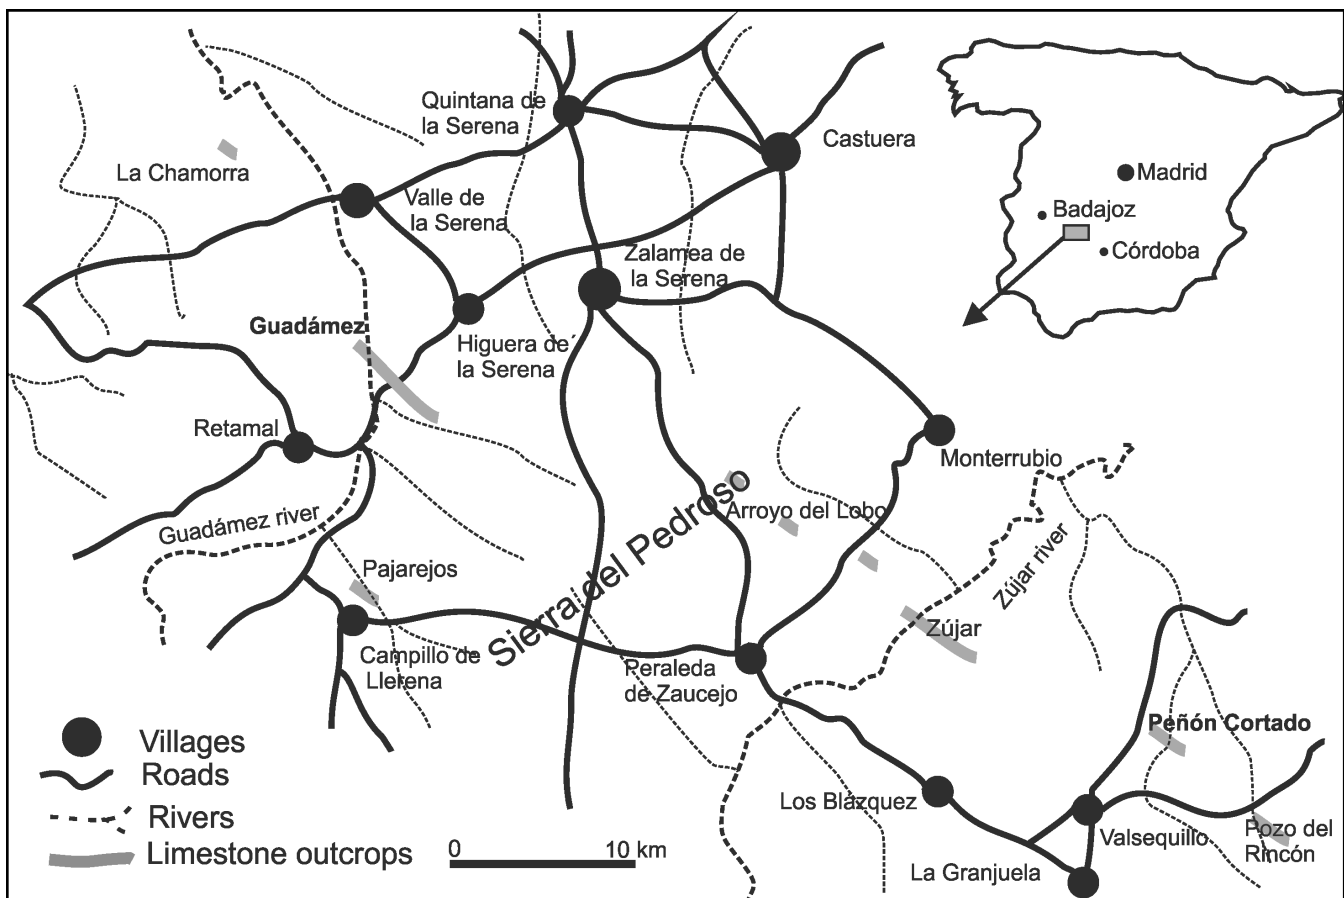 Quintana de
la Serena
Castuera
La Chamorra
Valle de
la Serena
Madrid
Badajoz
Córdoba
Zalamea de
la Serena
Guadámez
Higuera de
la Serena
Retamal
Monterrubio
Guadámez river
Arroyo del Lobo
Sierra del Pedroso
Zújar river
Pajarejos
Zújar
Campillo de
Llerena
Peraleda
de Zaucejo
Peñón Cortado
Villages
Roads
Rivers
Limestone outcrops
0 10 km
Los Blázquez
Valsequillo
Pozo del
Rincón
La Granjuela